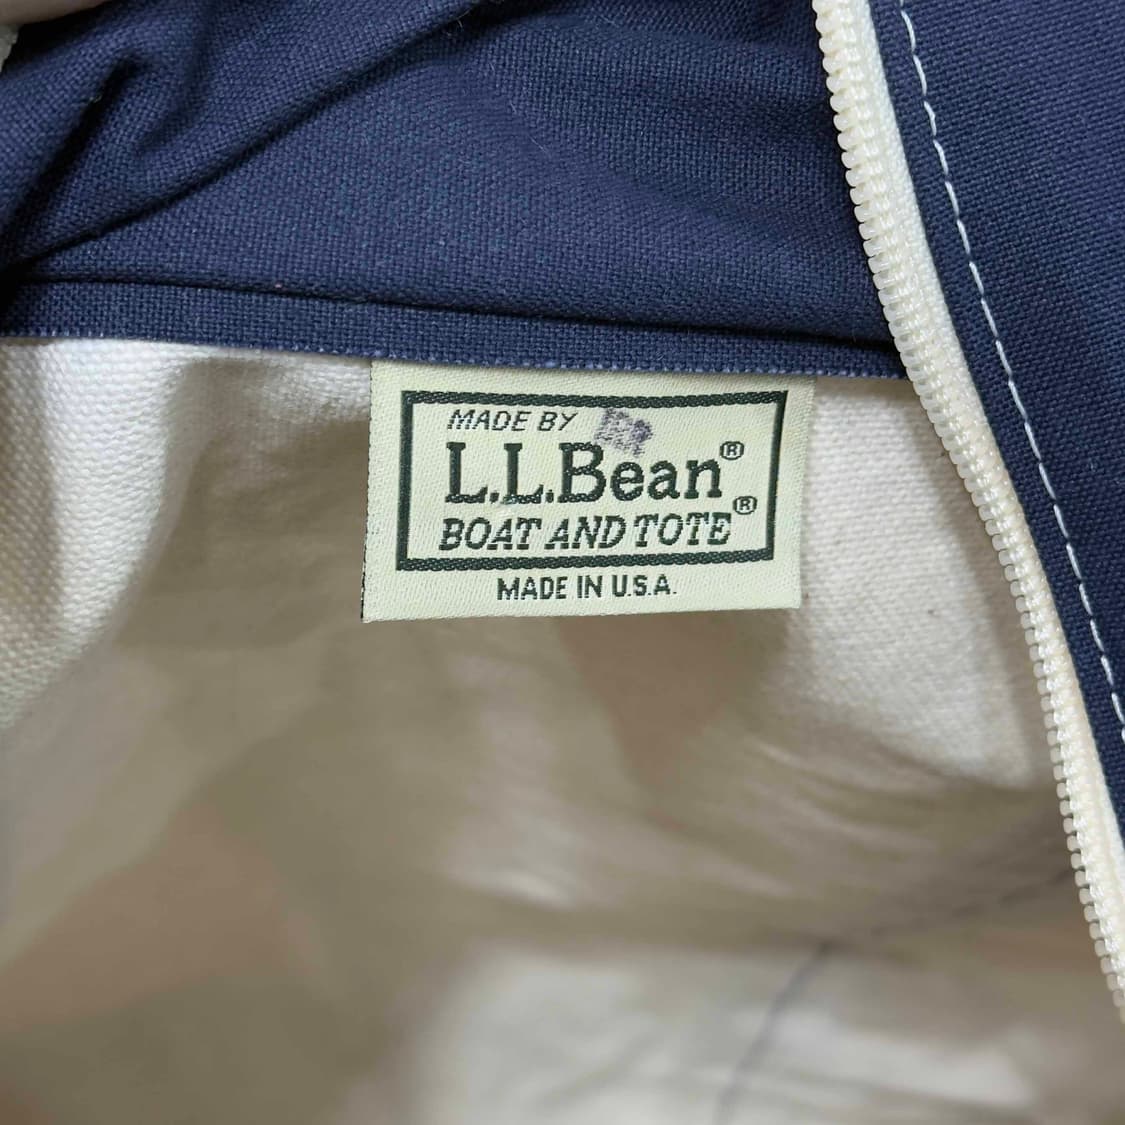 MADE BY
L.L.Bean®
BOAT AND TOTE®
MADE IN U.S.A.